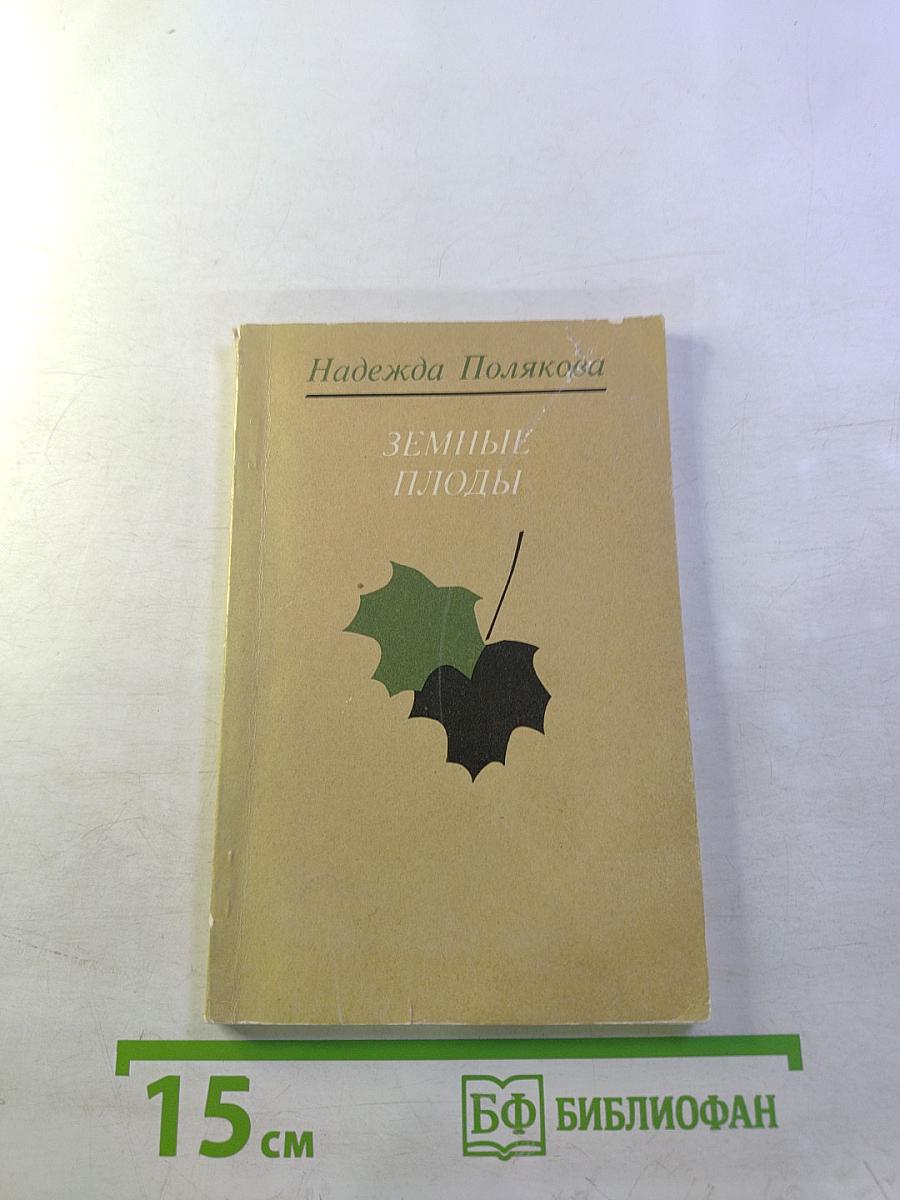 Надежда Полякова
ЗЕМНЫЕ
ПЛОДЫ
15 см
БФ БИБЛИОФАН